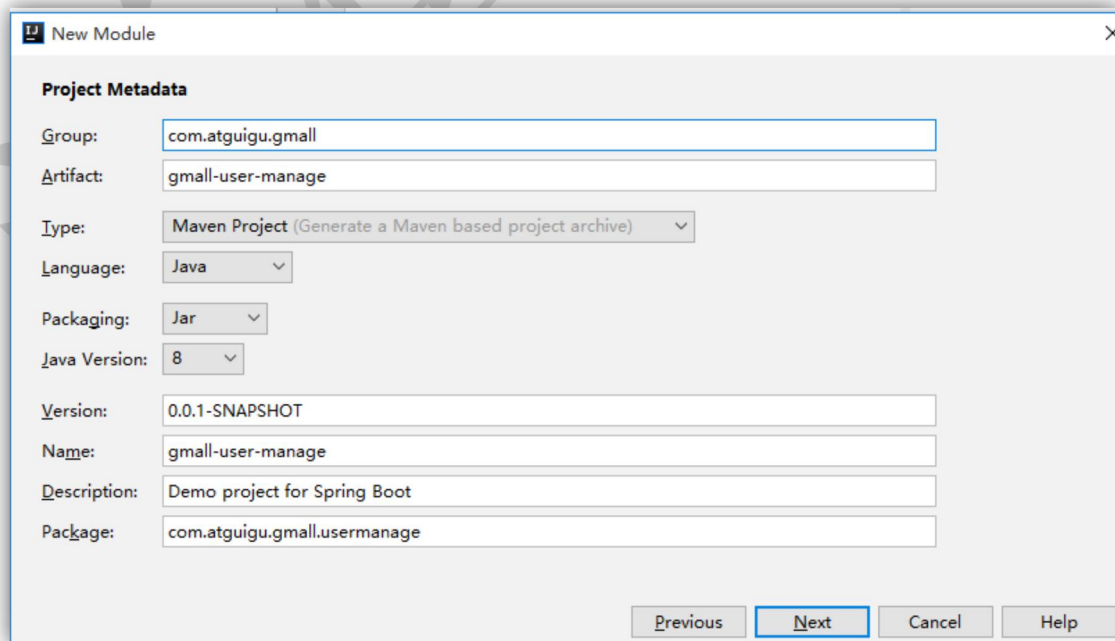 New Module
Project Metadata
Group: com.atguigu.gmall
Artifact: gmall-user-manage
Type: Maven Project (Generate a Maven based project archive)
Language: Java
Packaging: Jar
Java Version: 8
Version: 0.0.1-SNAPSHOT
Name: gmall-user-manage
Description: Demo project for Spring Boot
Package: com.atguigu.gmall.usermanage
Previous Next Cancel Help